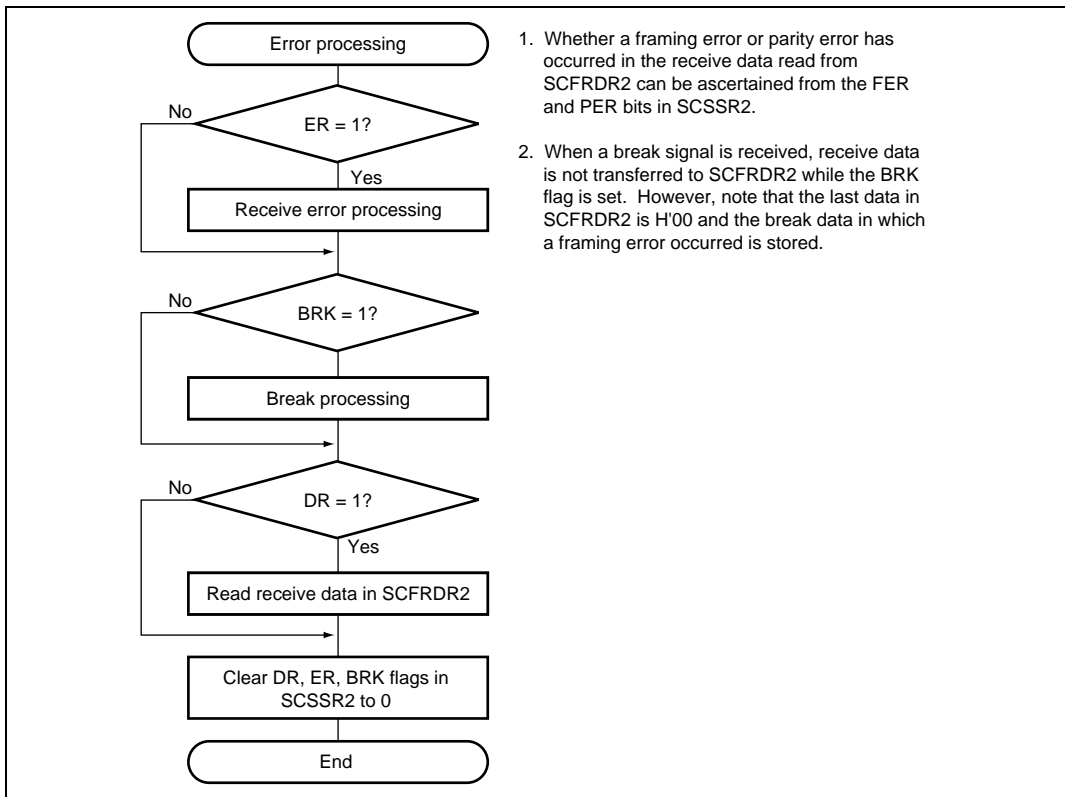 Error processing
No
ER = 1?
Yes
Receive error processing
No
BRK = 1?
Break processing
No
DR = 1?
Yes
Read receive data in SCFRDR2
Clear DR, ER, BRK flags in
SCSSR2 to 0
End
1. Whether a framing error or parity error has
occurred in the receive data read from
SCFRDR2 can be ascertained from the FER
and PER bits in SCSSR2.
2. When a break signal is received, receive data
is not transferred to SCFRDR2 while the BRK
flag is set. However, note that the last data in
SCFRDR2 is H'00 and the break data in which
a framing error occurred is stored.